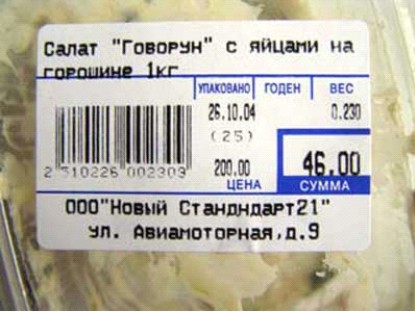 Салат "Говорун" с яйцами на
горошине 1кг
УПАКОВАНО ГОДЕН ВЕС
26.10.04 0.230
(25)
200.00 46.00
2 310226 002303 ЦЕНА СУММА
ООО"Новый Стандндарт21"
ул. Авиамоторная,д.9